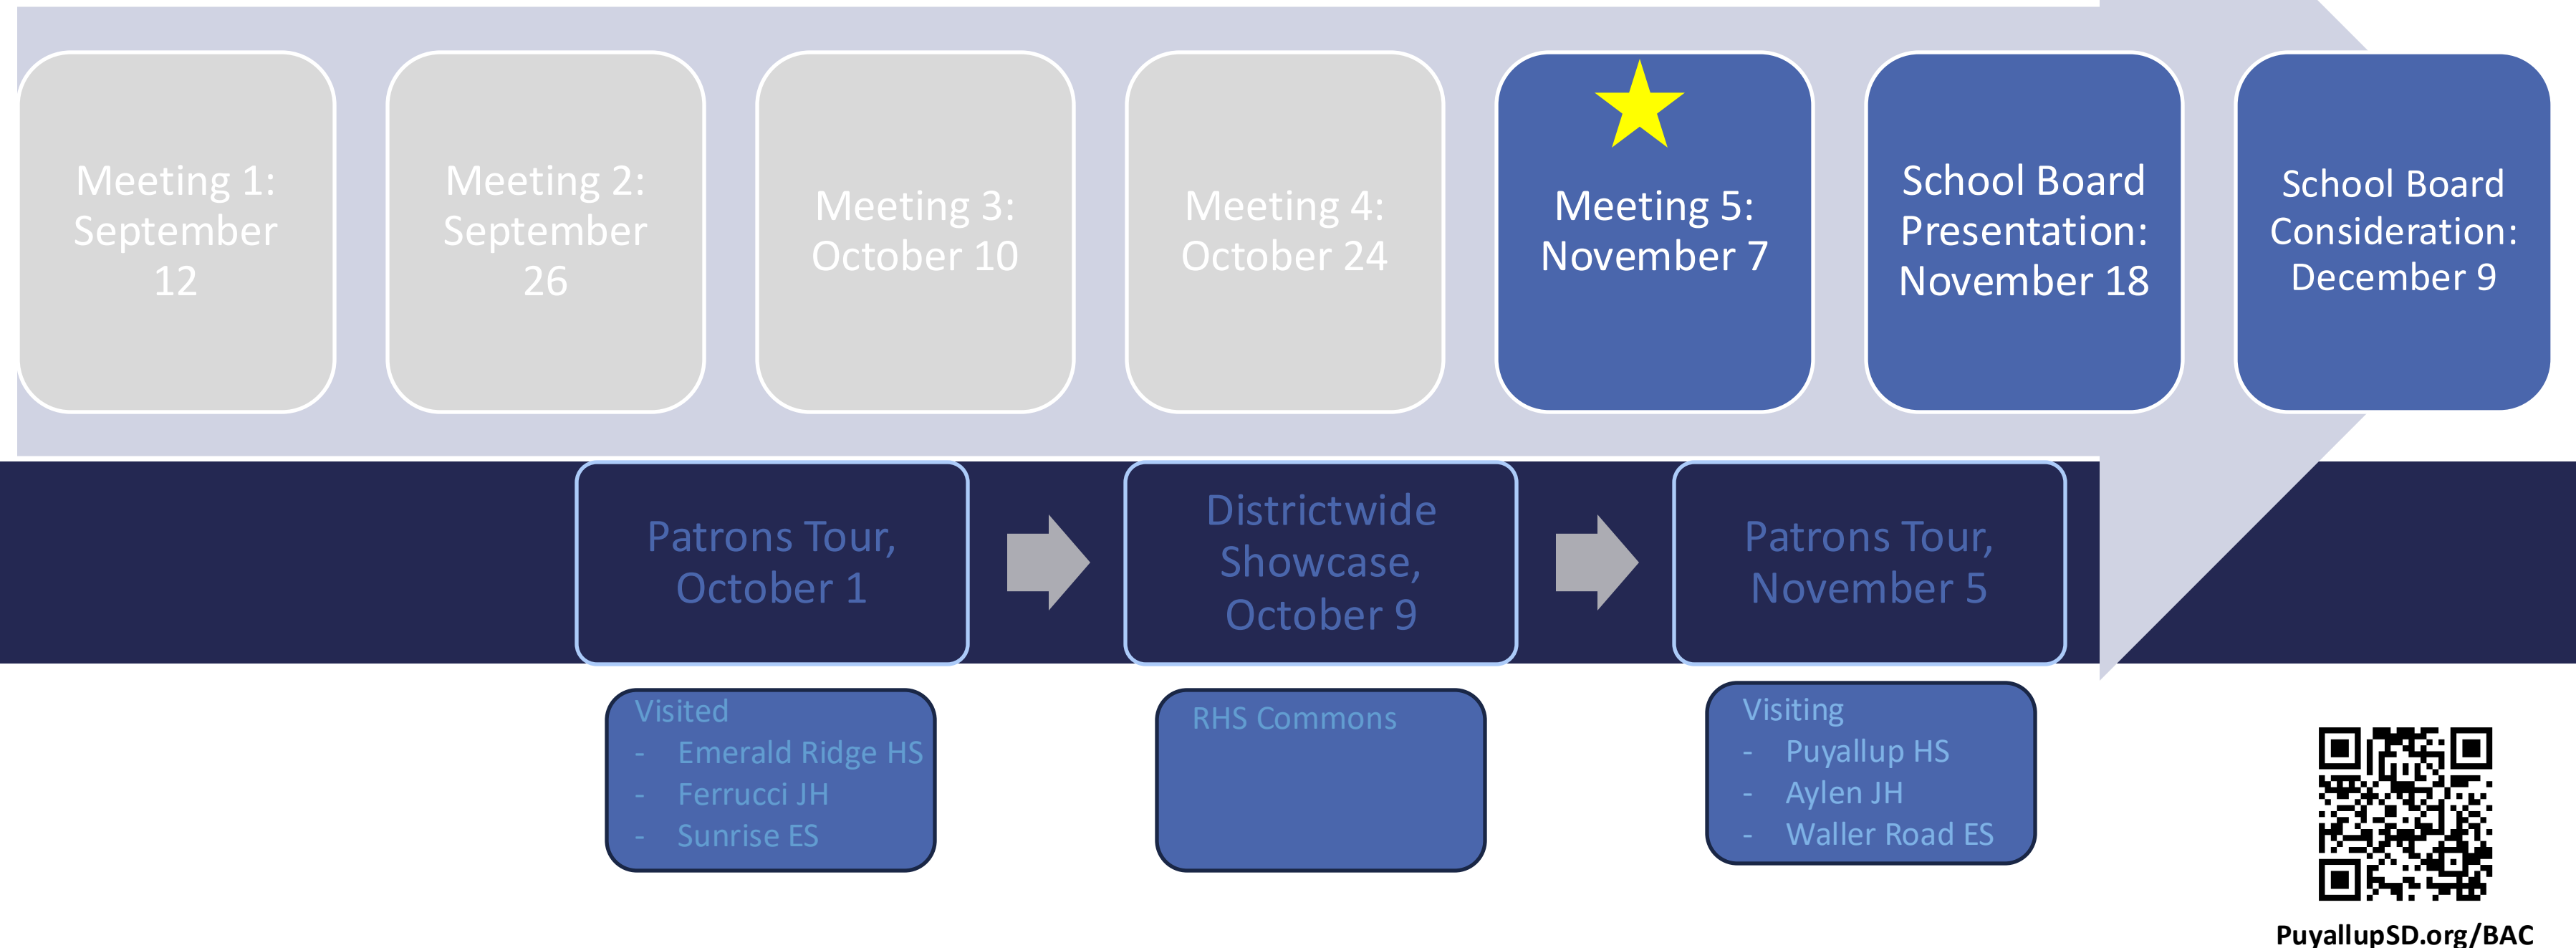 Meeting 1:
September
12
Meeting 2:
September
26
Meeting 3:
October 10
Meeting 4:
October 24
Meeting 5:
November 7
School Board
Presentation:
November 18
School Board
Consideration:
December 9
Patrons Tour,
October 1
Districtwide
Showcase,
October 9
Patrons Tour,
November 5
Visited
- Emerald Ridge HS
- Ferrucci JH
- Sunrise ES
RHS Commons
Visiting
- Puyallup HS
- Aylen JH
- Waller Road ES
PuyallupSD.org/BAC